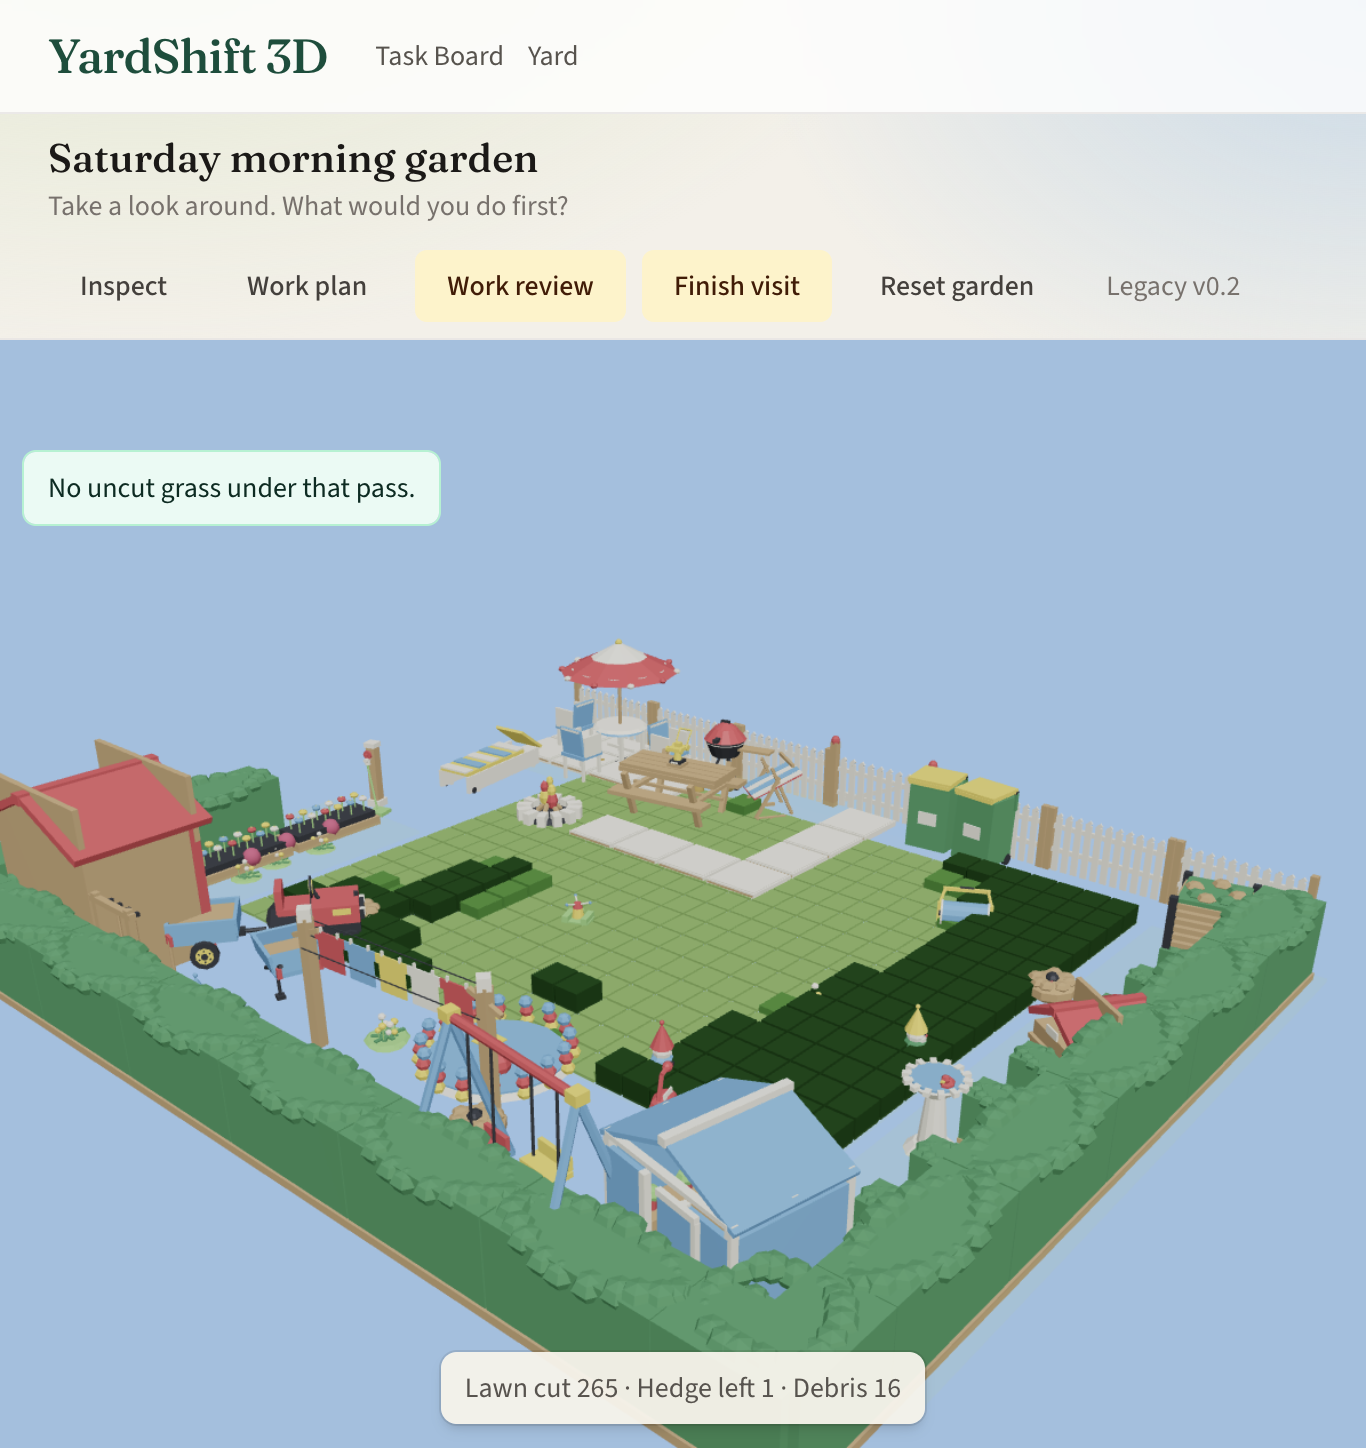 YardShift 3D Task Board Yard
Saturday morning garden
Take a look around. What would you do first?
Inspect Work plan Work review Finish visit Reset garden Legacy v0.2
No uncut grass under that pass.
Lawn cut 265 · Hedge left 1 · Debris 16